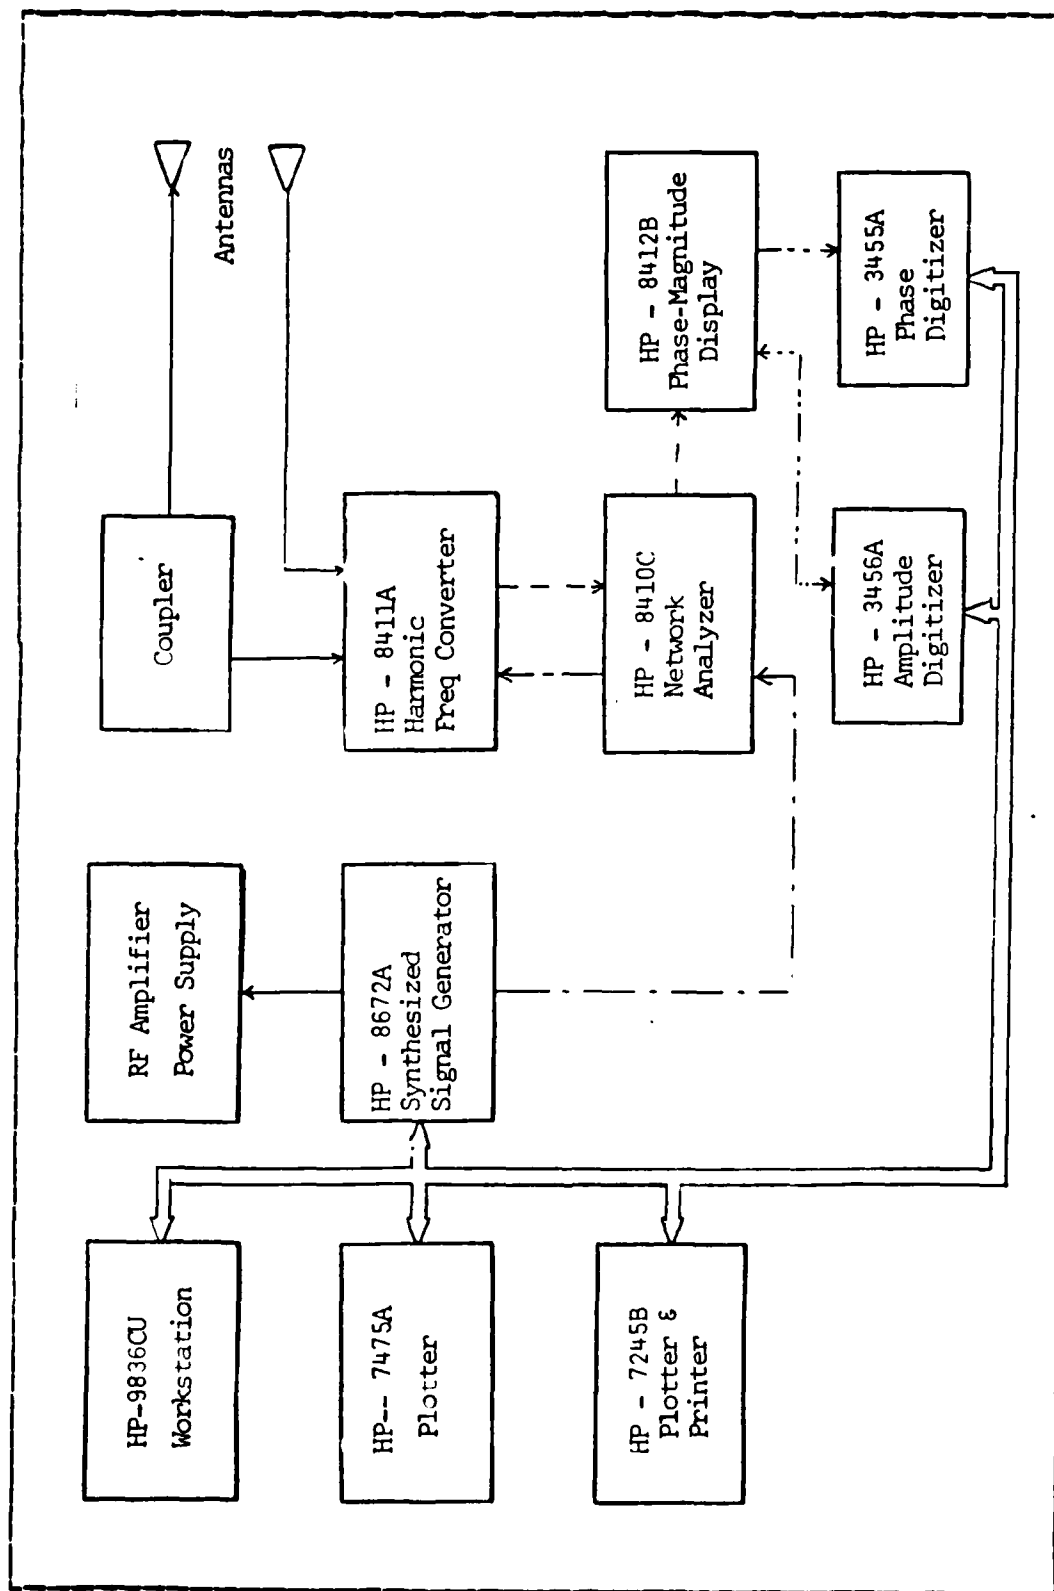 HP-9836CU
Workstation
RF Amplifier
Power Supply
Coupler
Antennas
HP-- 7475A
Plotter
HP - 8672A
Synthesized
Signal Generator
HP - 8411A
Harmonic
Freq Converter
HP - 7245B
Plotter &
Printer
HP - 8410C
Network
Analyzer
HP - 8412B
Phase-Magnitude
Display
HP - 3456A
Amplitude
Digitizer
HP - 3455A
Phase
Digitizer